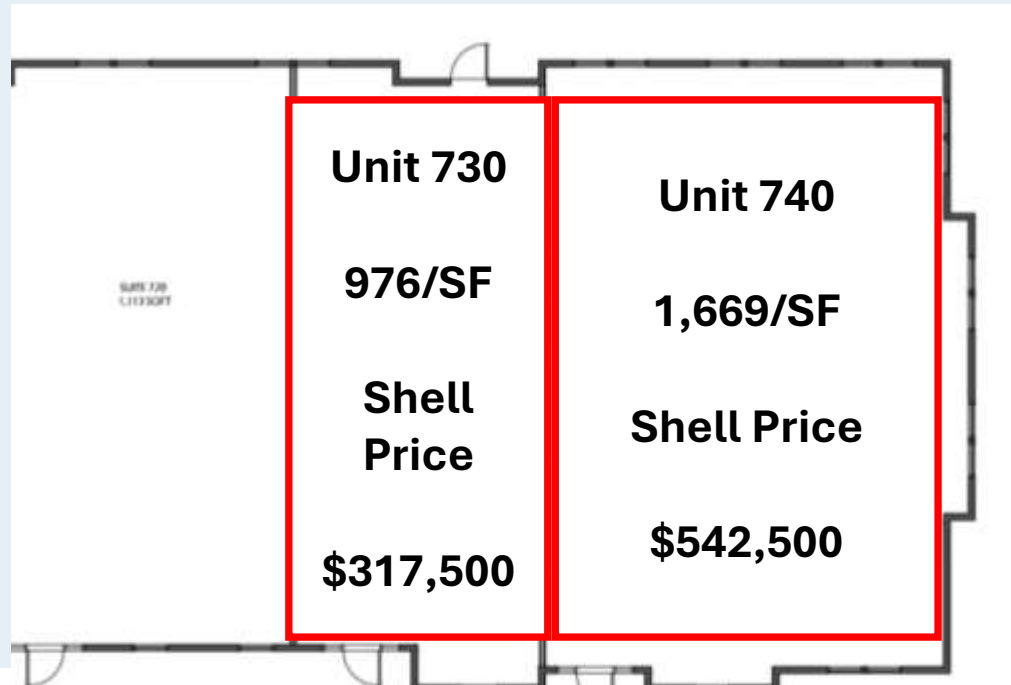 Unit 730
976/SF
Shell
Price
$317,500
Unit 740
1,669/SF
Shell Price
$542,500